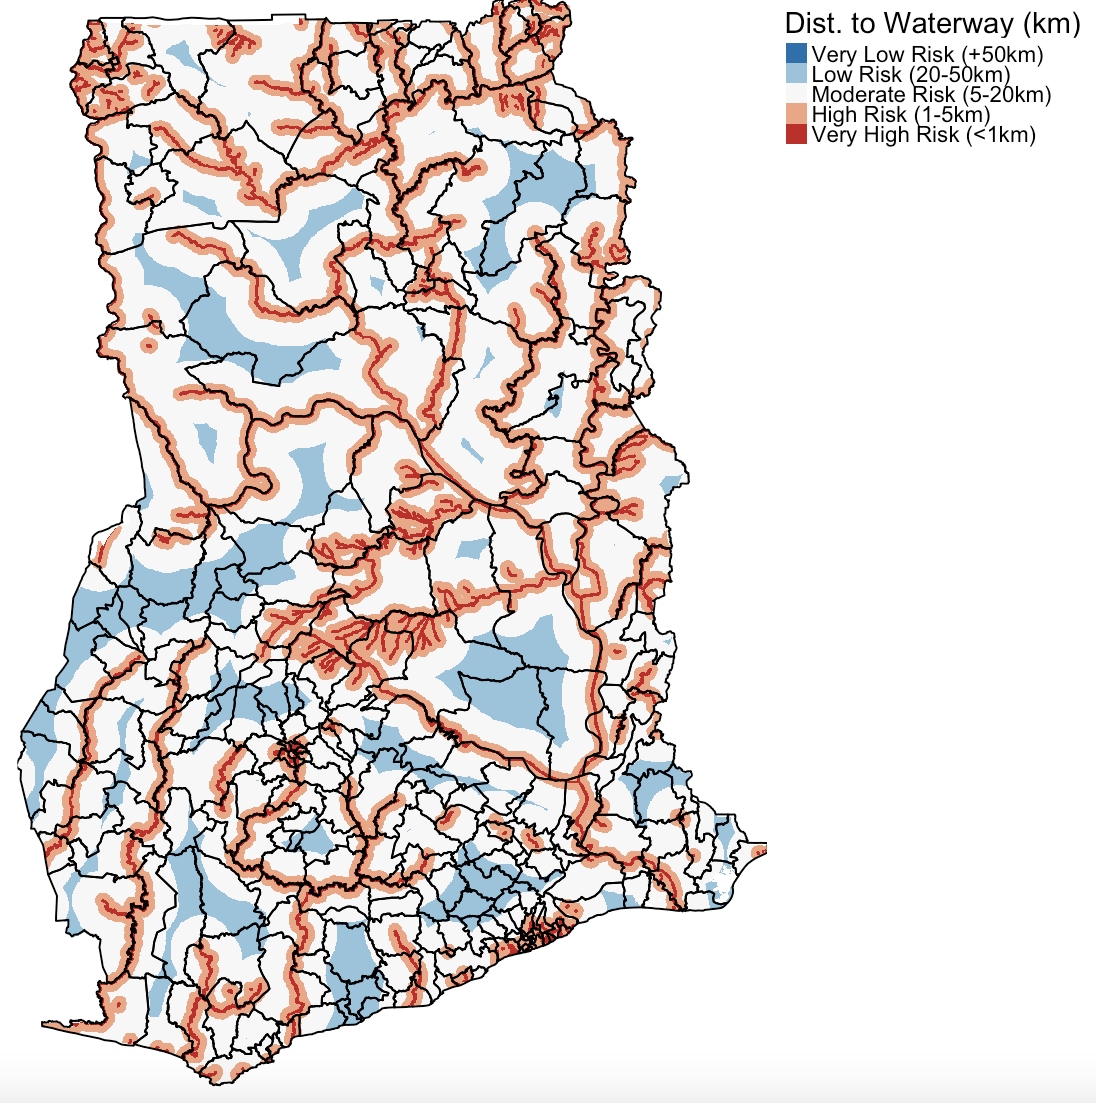 Dist. to Waterway (km)
Very Low Risk (+50km)
Low Risk (20-50km)
Moderate Risk (5-20km)
High Risk (1-5km)
Very High Risk (<1km)